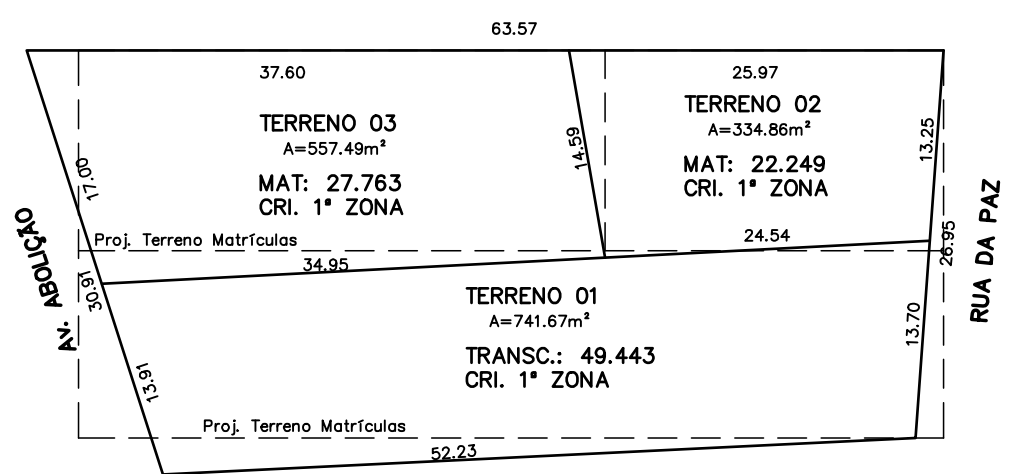 63.57
37.60
25.97
TERRENO 03
A=557.49m²
MAT: 27.763
CRI. 1ª ZONA
14.59
TERRENO 02
A=334.86m²
MAT: 22.249
CRI. 1ª ZONA
13.25
17.00
Proj. Terreno Matrículas
24.54
34.95
26.95
RUA DA PAZ
AV. ABOLIÇÃO
30.91
TERRENO 01
A=741.67m²
TRANSC.: 49.443
CRI. 1ª ZONA
13.70
13.91
Proj. Terreno Matrículas
52.23